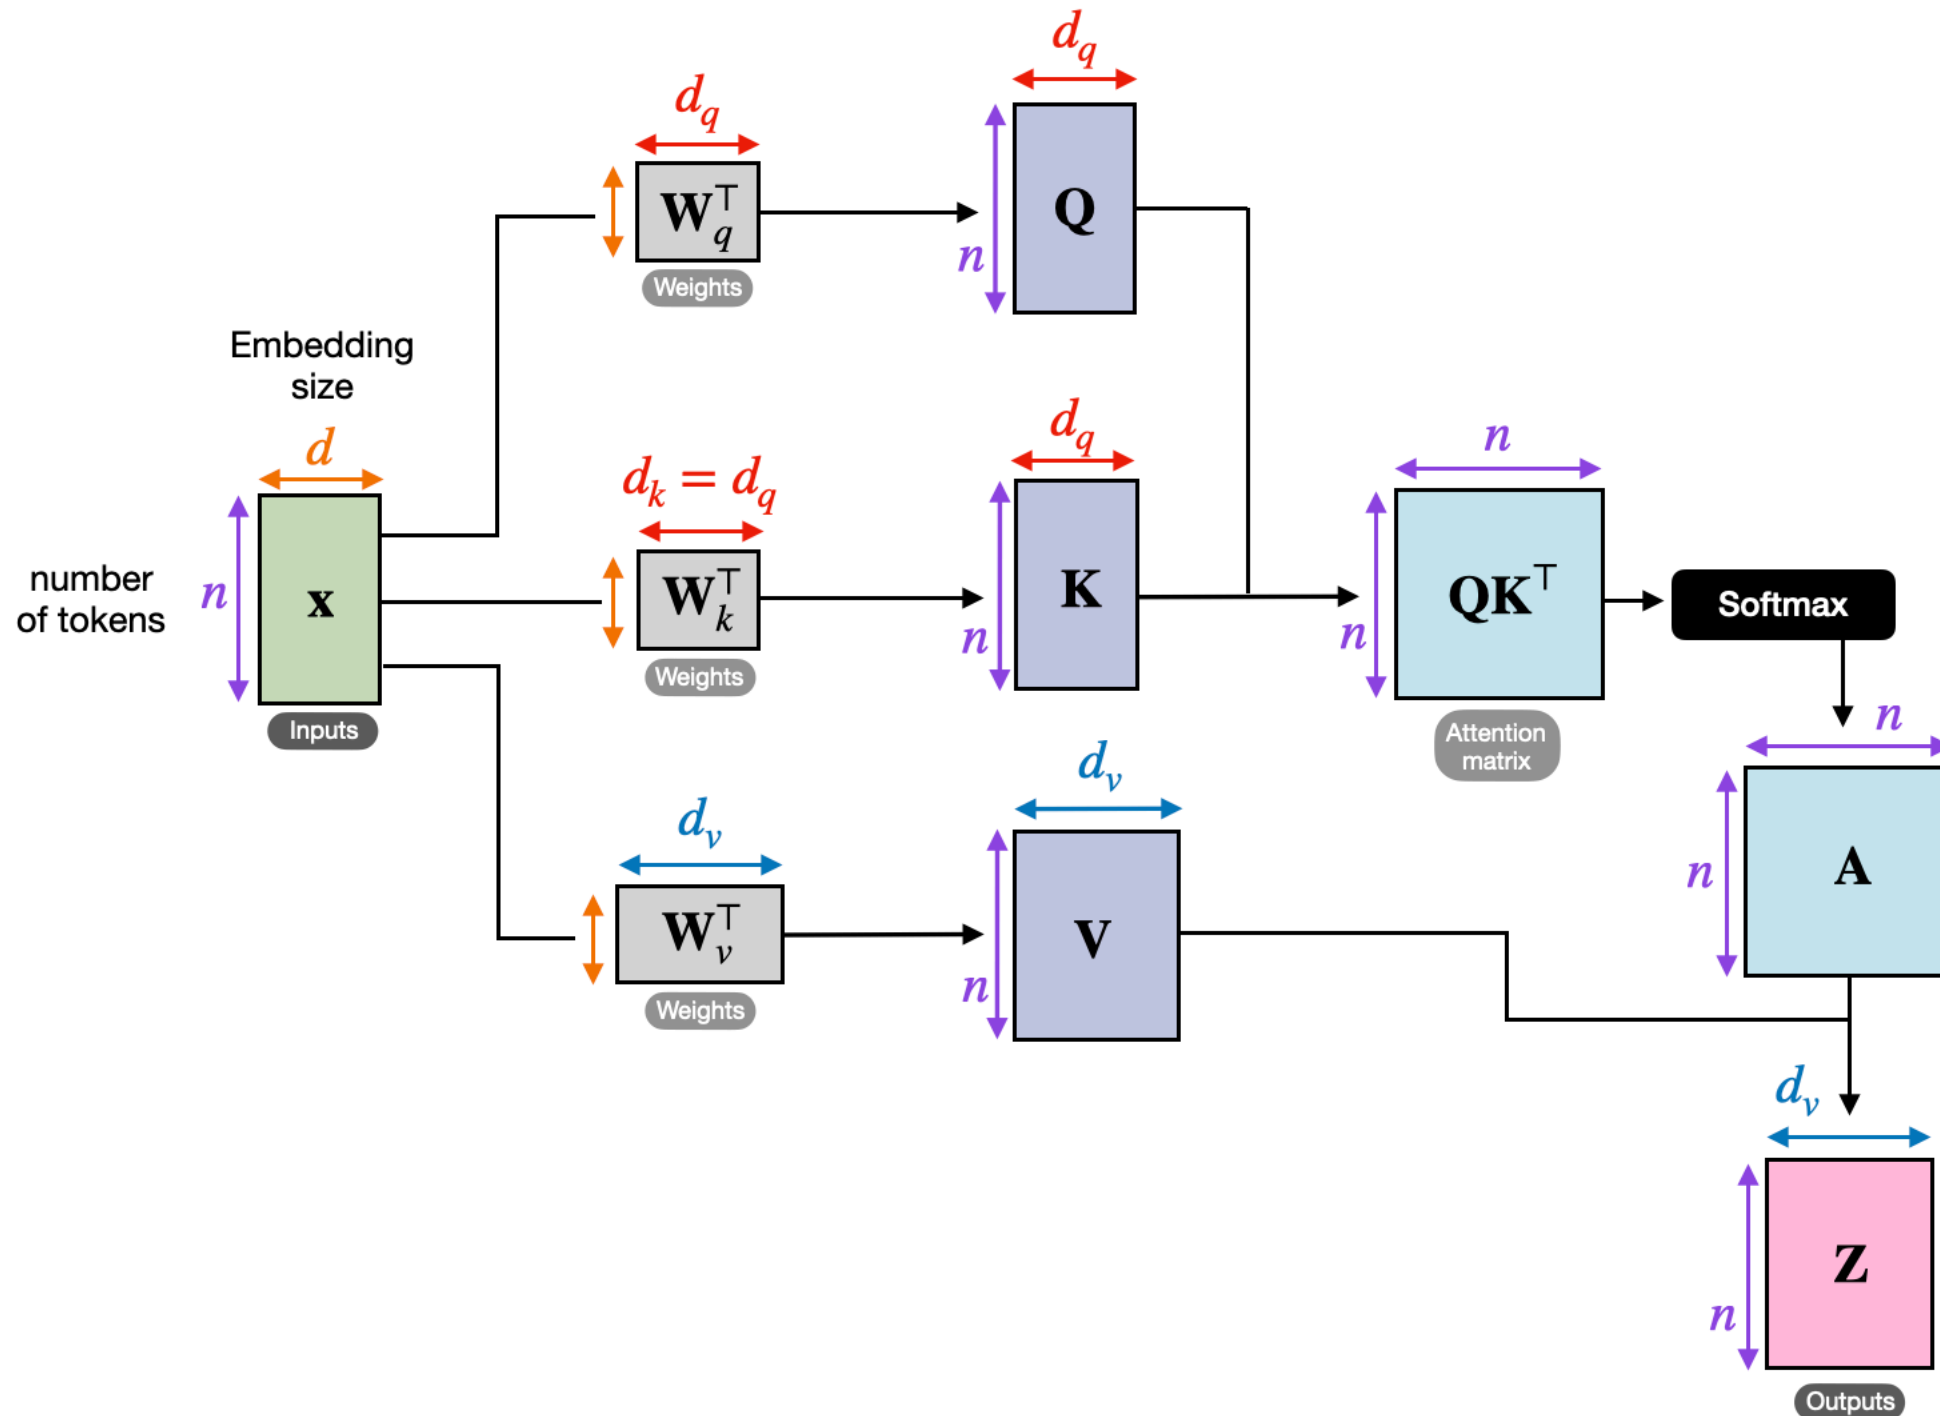 d_q
d_q
W_q^⊤
Q
n
Weights
Embedding
size
d
d_q
n
d_k = d_q
number
of tokens
n
x
W_k^⊤
K
n
QK^⊤
n
Softmax
Weights
Inputs
Attention
matrix
n
d_v
d_v
W_v^⊤
V
n
A
n
Weights
d_v
Z
n
Outputs